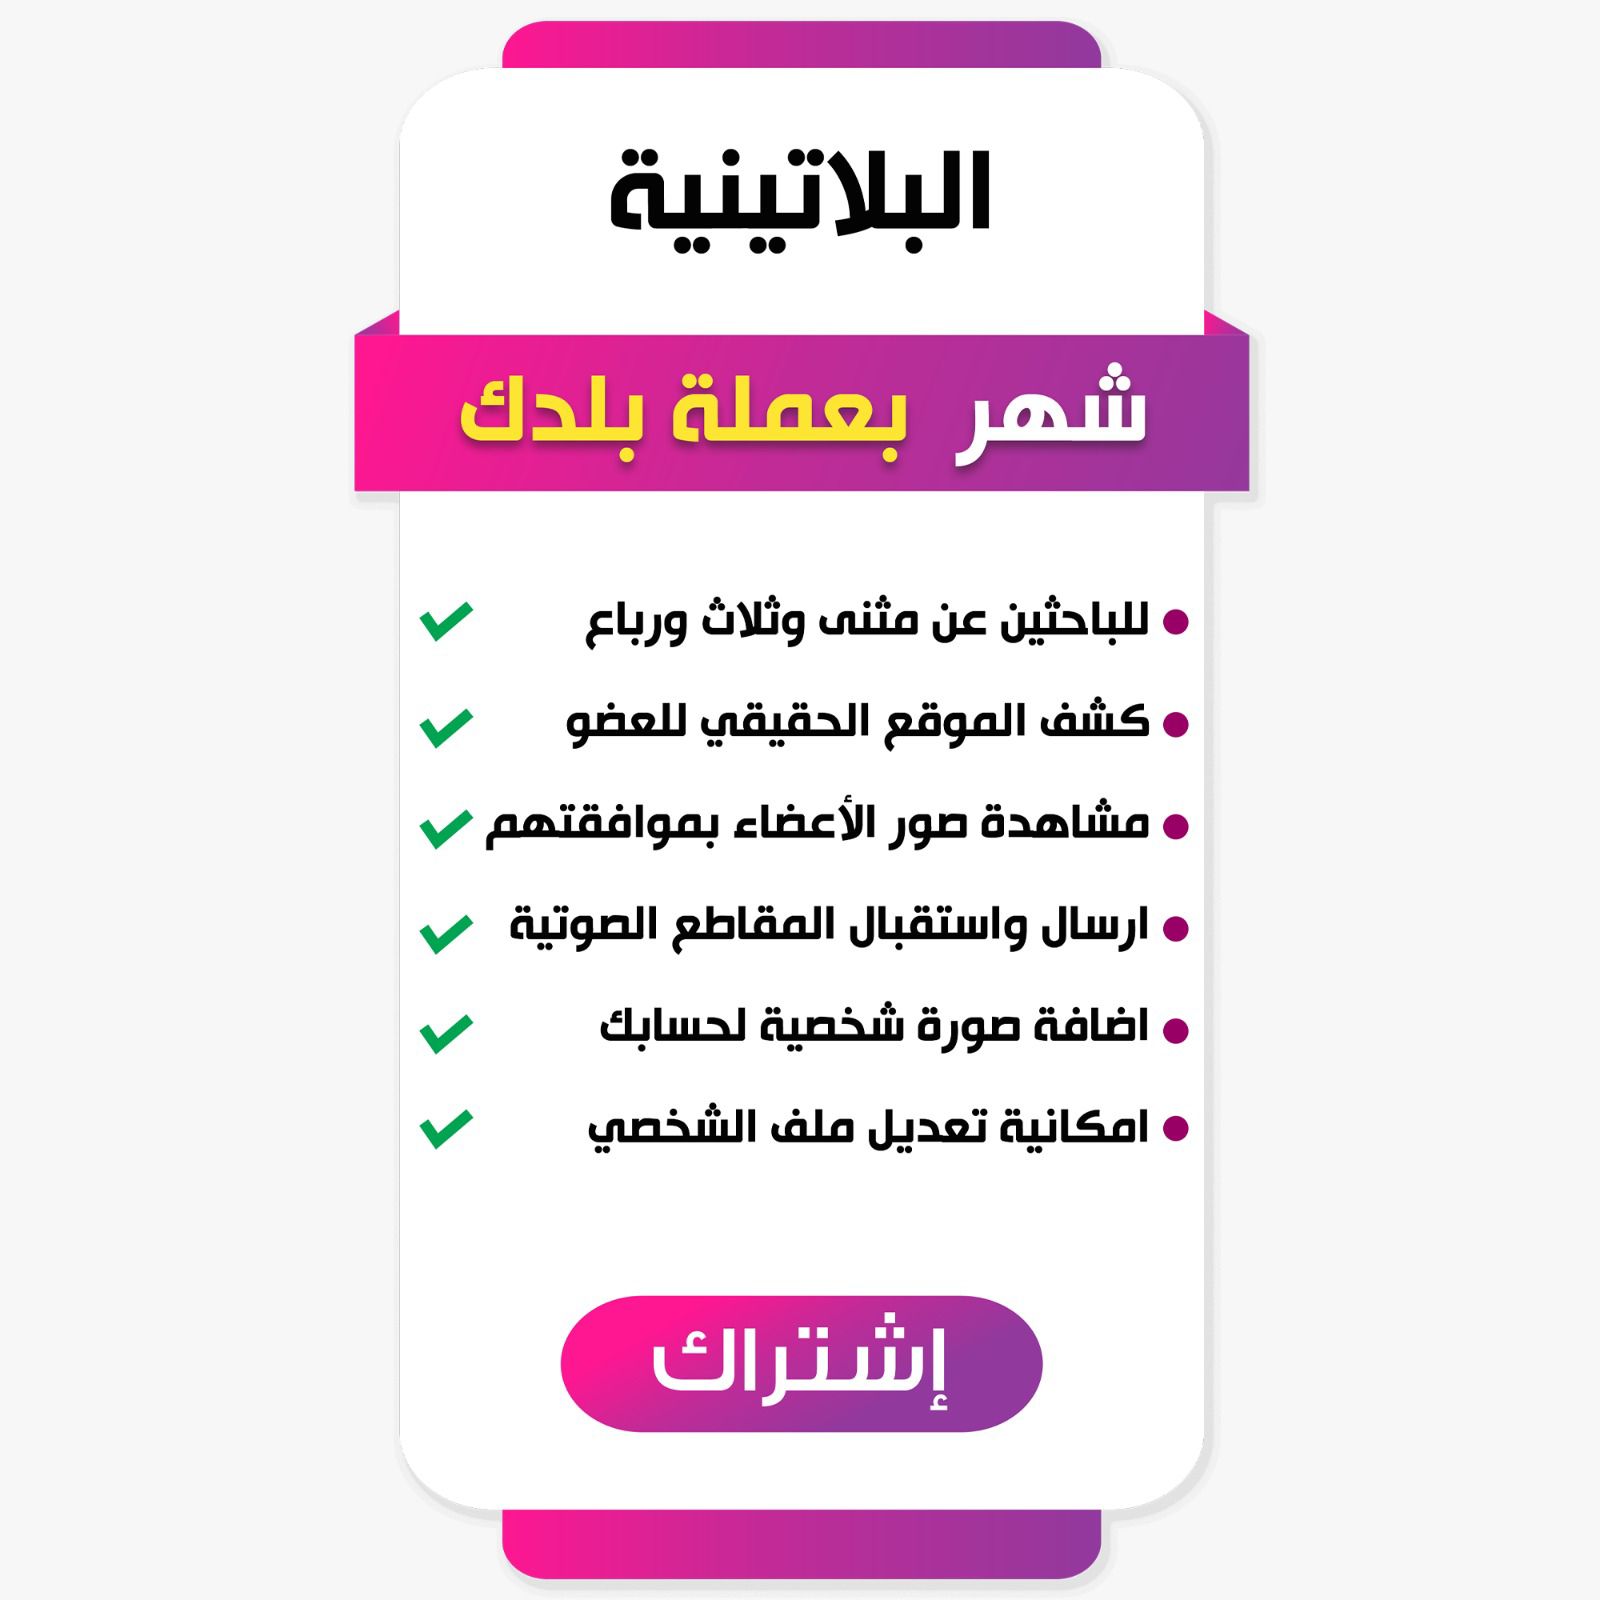 البلاتينية
شهر بعملة بلدك
للباحثين عن مثنى وثلاث ورباع
كشف الموقع الحقيقي للعضو
مشاهدة صور الأعضاء بموافقتهم
ارسال واستقبال المقاطع الصوتية
اضافة صورة شخصية لحسابك
امكانية تعديل ملف الشخصي
إشتراك